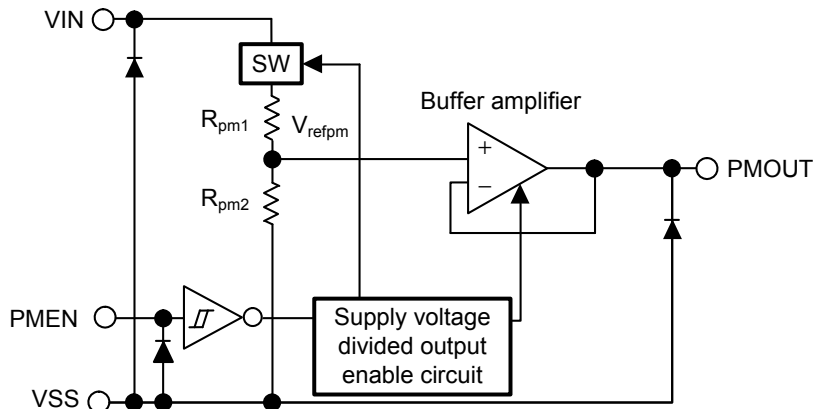 VIN
SW
Buffer amplifier
Rpm1
Vrefpm
+
−
PMOUT
Rpm2
PMEN
Supply voltage
divided output
enable circuit
VSS